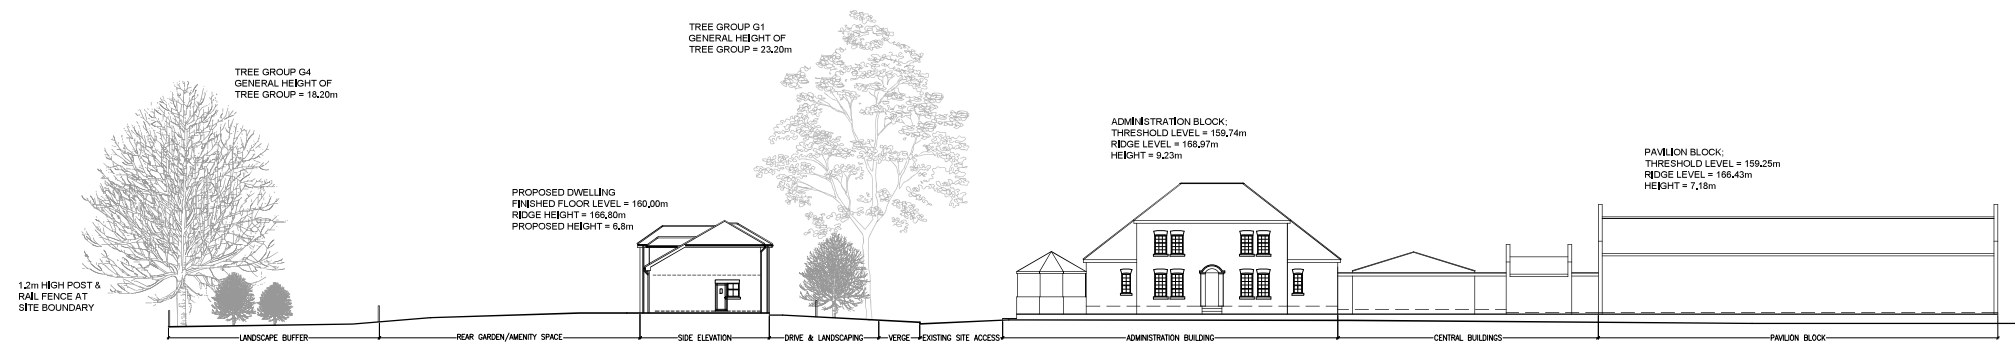 TREE GROUP G1
GENERAL HEIGHT OF
TREE GROUP = 23.20m
TREE GROUP G4
GENERAL HEIGHT OF
TREE GROUP = 18.20m
ADMINISTRATION BLOCK;
THRESHOLD LEVEL = 159.74m
RIDGE LEVEL = 168.97m
HEIGHT = 9.23m
PAVILION BLOCK;
THRESHOLD LEVEL = 159.25m
RIDGE LEVEL = 166.43m
HEIGHT = 7.18m
PROPOSED DWELLING
FINISHED FLOOR LEVEL = 160.00m
RIDGE HEIGHT = 166.80m
PROPOSED HEIGHT = 6.8m
1.2m HIGH POST &
RAIL FENCE AT
SITE BOUNDARY
LANDSCAPE BUFFER
REAR GARDEN/AMENITY SPACE
SIDE ELEVATION
DRIVE & LANDSCAPING
VERGE
EXISTING SITE ACCESS
ADMINISTRATION BUILDING
CENTRAL BUILDINGS
PAVILION BLOCK